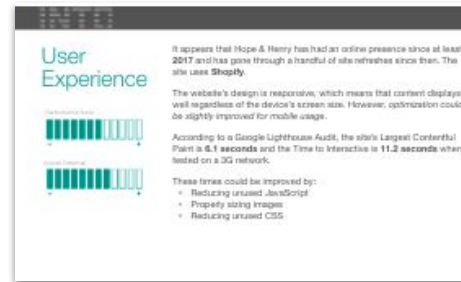 INTO
User
Experience
It appears that Hope & Henry has had an online presence since at least
2017 and has gone through a handful of site refreshes since then. The
site uses Shopify.
The website's design is responsive, which means that content displays
well regardless of the device's screen size. However, optimization could
be slightly improved for mobile usage.
According to a Google Lighthouse Audit, the site's Largest Contentful
Paint is 6.1 seconds and the Time to Interactive is 11.2 seconds when
tested on a 3G network.
These times could be improved by:
• Reducing unused JavaScript
• Properly sizing images
• Reducing unused CSS
- +
- +